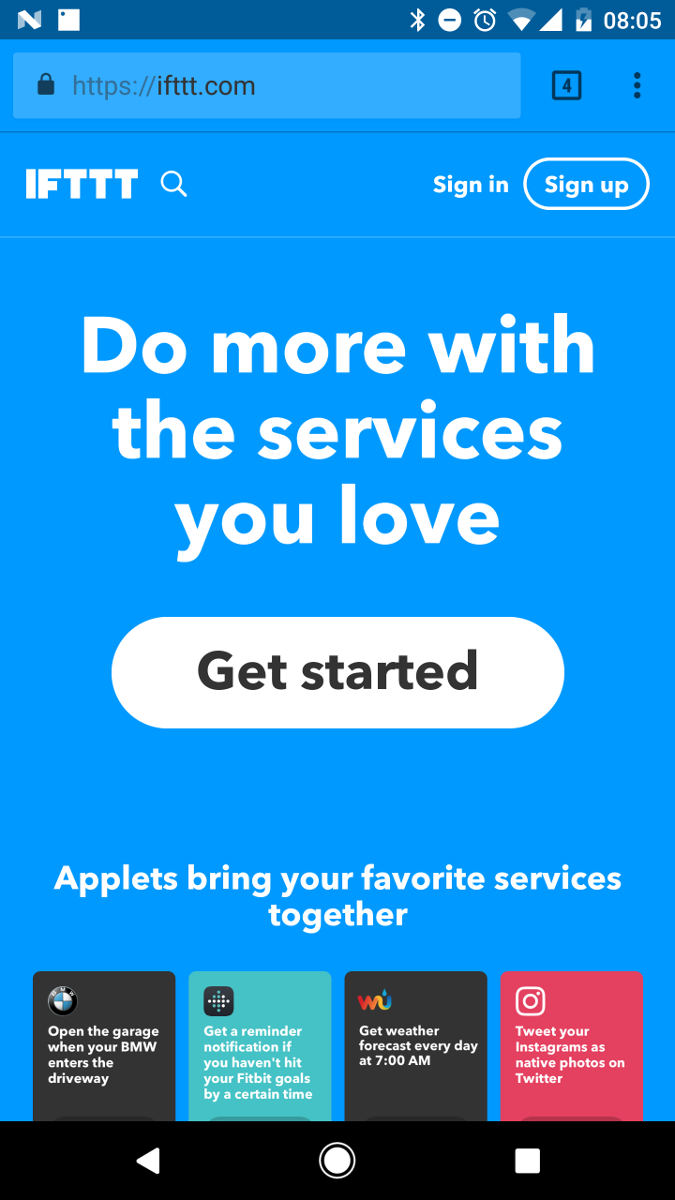 08:05
https://ifttt.com
4
IFTTT
Sign in
Sign up
Do more with
the services
you love
Get started
Applets bring your favorite services
together
Open the garage
when your BMW
enters the
driveway
Get a reminder
notification if
you haven't hit
your Fitbit goals
by a certain time
Get weather
forecast every day
at 7:00 AM
Tweet your
Instagrams as
native photos on
Twitter